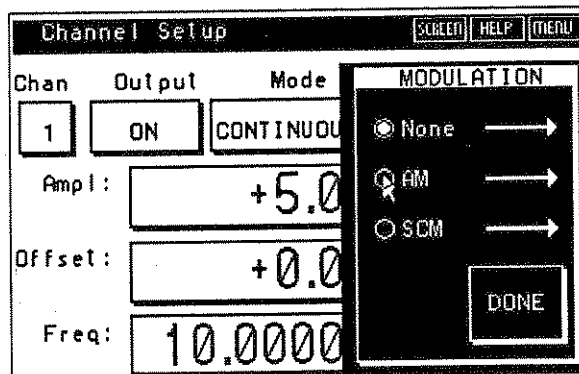 Channel Setup SCREEN HELP MENU
Chan Output Mode
1 ON CONTINUOU
Ampl: +5.0
Offset: +0.0
Freq: 10.0000
MODULATION
None
AM
SCM
DONE